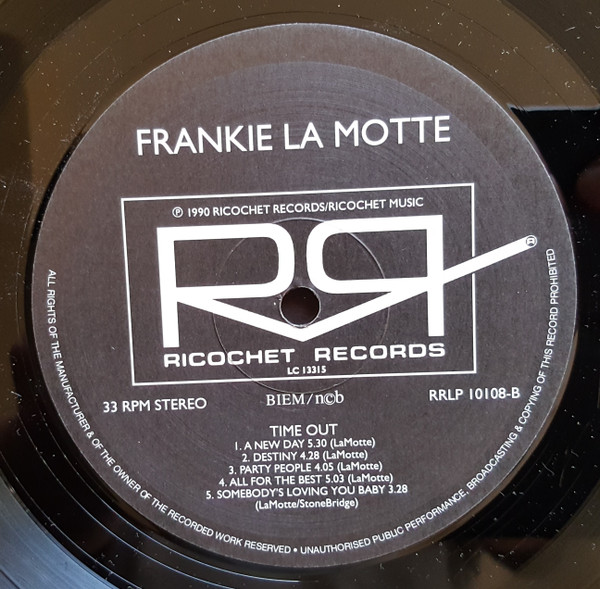 FRANKIE LA MOTTE
℗ 1990 RICOCHET RECORDS/RICOCHET MUSIC
RR ®
RICOCHET RECORDS
LC 13315
33 RPM STEREO
BIEM/n©b
RRLP 10108-B
TIME OUT
1. A NEW DAY 5.30 (LaMotte)
2. DESTINY 4.28 (LaMotte)
3. PARTY PEOPLE 4.05 (LaMotte)
4. ALL FOR THE BEST 5.03 (LaMotte)
5. SOMEBODY'S LOVING YOU BABY 3.28
(LaMotte/StoneBridge)
ALL RIGHTS OF THE MANUFACTURER & OF THE OWNER OF THE RECORDED WORK RESERVED • UNAUTHORISED PUBLIC PERFORMANCE, BROADCASTING & COPYING OF THIS RECORD PROHIBITED